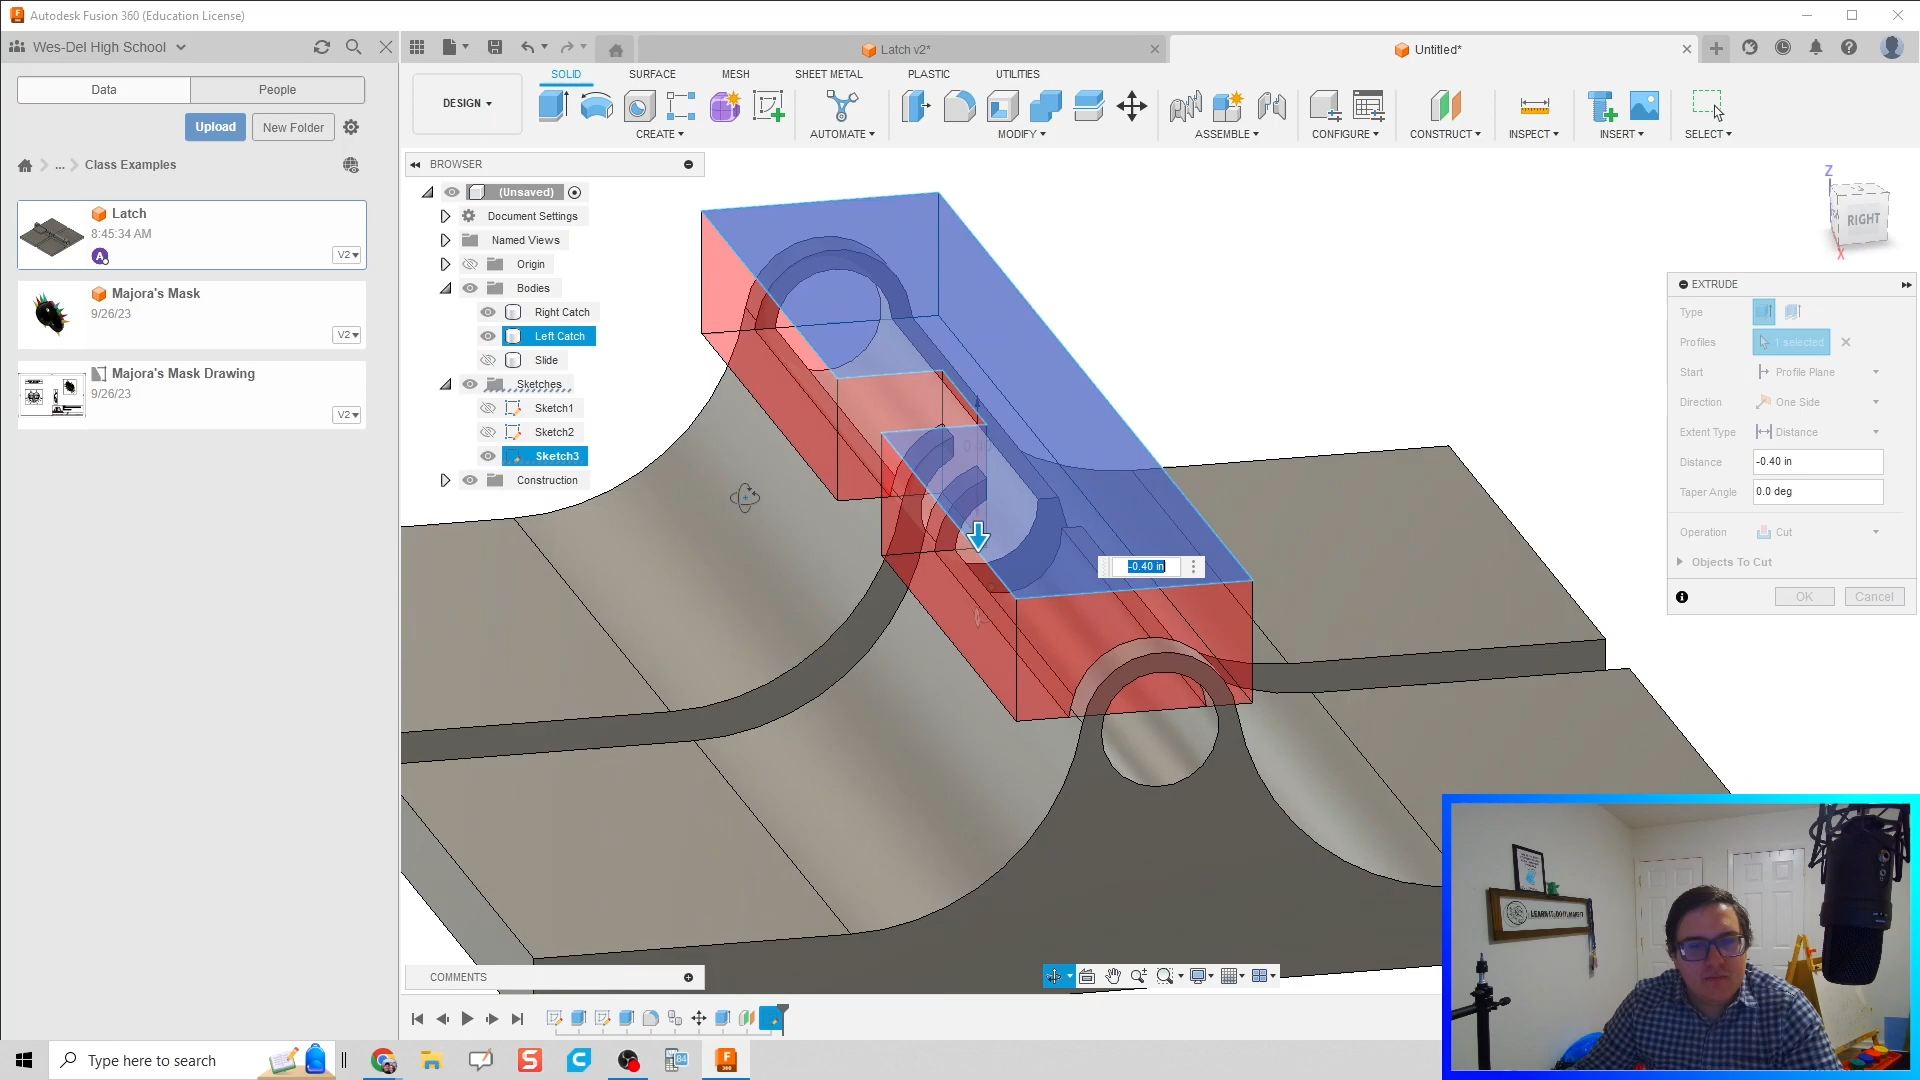 Autodesk Fusion 360 (Education License)
Wes-Del High School
Latch v2*
Untitled*
Data
People
Upload
New Folder
... Class Examples
Latch
8:45:34 AM
A
V2
Majora's Mask
9/26/23
V2
Majora's Mask Drawing
9/26/23
V2
DESIGN
SOLID
SURFACE
MESH
SHEET METAL
PLASTIC
UTILITIES
CREATE
AUTOMATE
MODIFY
ASSEMBLE
CONFIGURE
CONSTRUCT
INSPECT
INSERT
SELECT
BROWSER
(Unsaved)
Document Settings
Named Views
Origin
Bodies
Right Catch
Left Catch
Slide
Sketches
Sketch1
Sketch2
Sketch3
Construction
Z
RIGHT
X
EXTRUDE
Type
Profiles 1 selected
Start Profile Plane
Direction One Side
Extent Type Distance
Distance -0.40 in
Taper Angle 0.0 deg
Operation Cut
Objects To Cut
OK Cancel
-0.40 in
COMMENTS
Type here to search
84
S
C
F
360